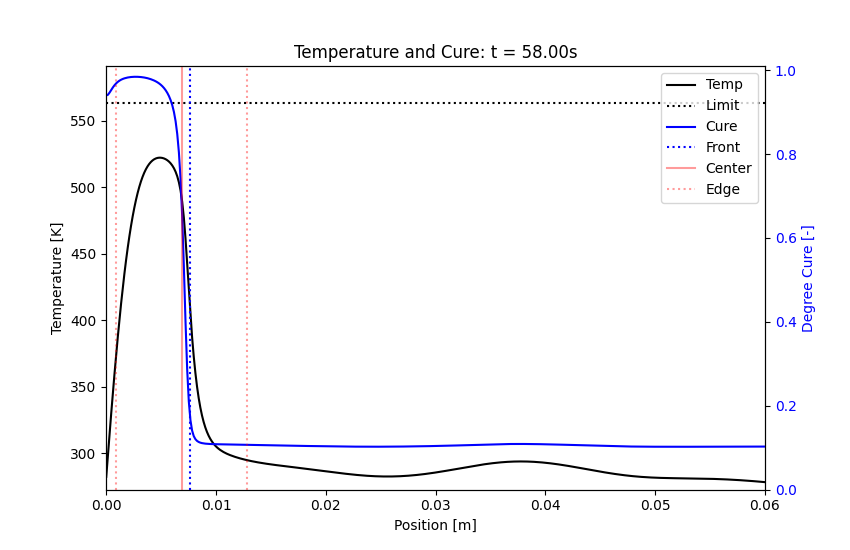 Temperature and Cure: t = 58.00s
Temperature [K]
550
500
450
400
350
300
0.00
0.01
0.02
0.03
0.04
0.05
0.06
Position [m]
1.0
0.8
0.6
0.4
0.2
0.0
Degree Cure [-]
Temp
Limit
Cure
Front
Center
Edge